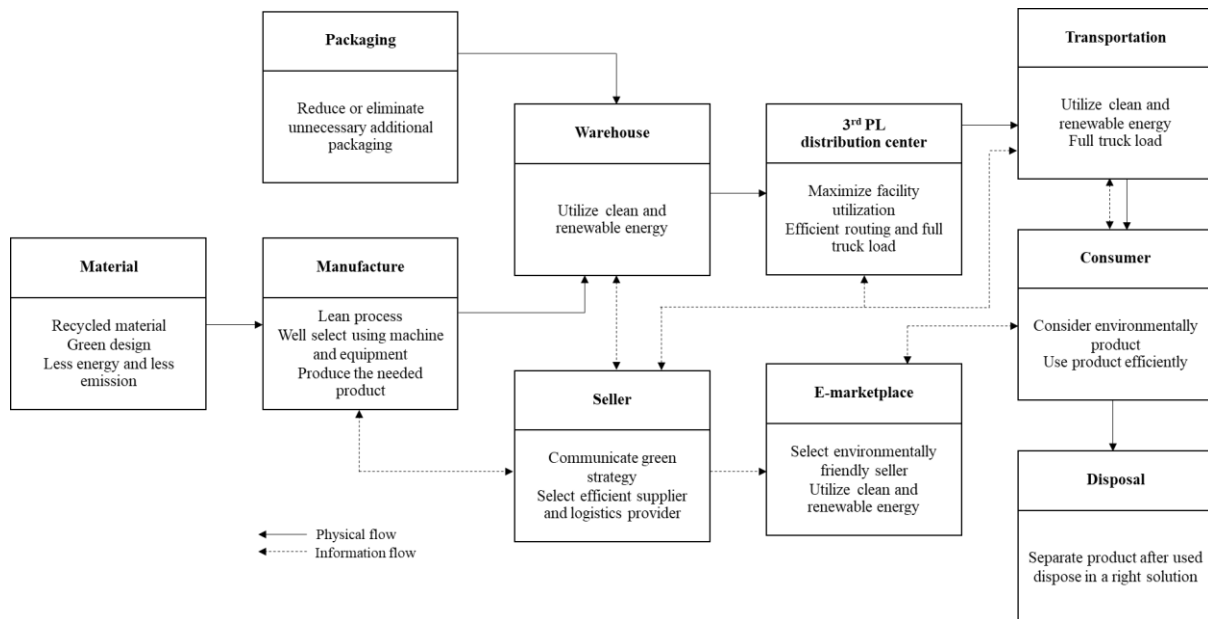 Packaging
Reduce or eliminate
unnecessary additional
packaging
Material
Recycled material
Green design
Less energy and less
emission
Manufacture
Lean process
Well select using machine
and equipment
Produce the needed
product
Warehouse
Utilize clean and
renewable energy
Seller
Communicate green
strategy
Select efficient supplier
and logistics provider
3rd PL
distribution center
Maximize facility
utilization
Efficient routing and full
truck load
E-marketplace
Select environmentally
friendly seller
Utilize clean and
renewable energy
Transportation
Utilize clean and
renewable energy
Full truck load
Consumer
Consider environmentally
product
Use product efficiently
Disposal
Separate product after used
dispose in a right solution
Physical flow
Information flow